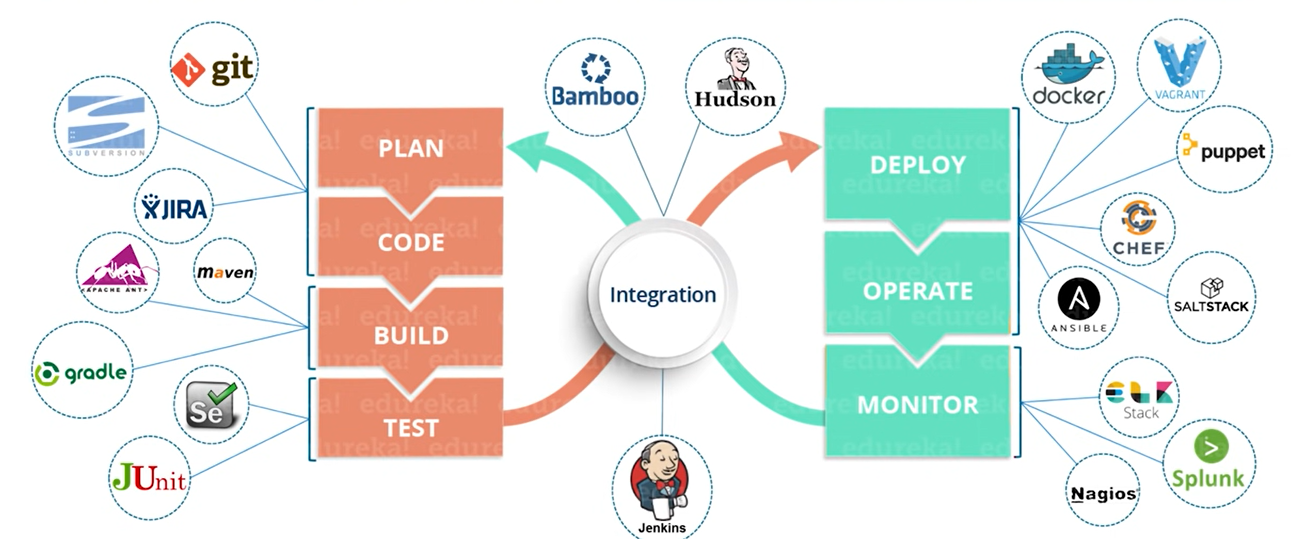 git
SUBVERSION
JIRA
APACHE ANT
maven
gradle
Se
JUnit
PLAN
CODE
BUILD
TEST
Bamboo
Hudson
Integration
Jenkins
DEPLOY
OPERATE
MONITOR
docker
VAGRANT
puppet
CHEF
SALTSTACK
A
ANSIBLE
ELK
Stack
Splunk
Nagios
edureka!